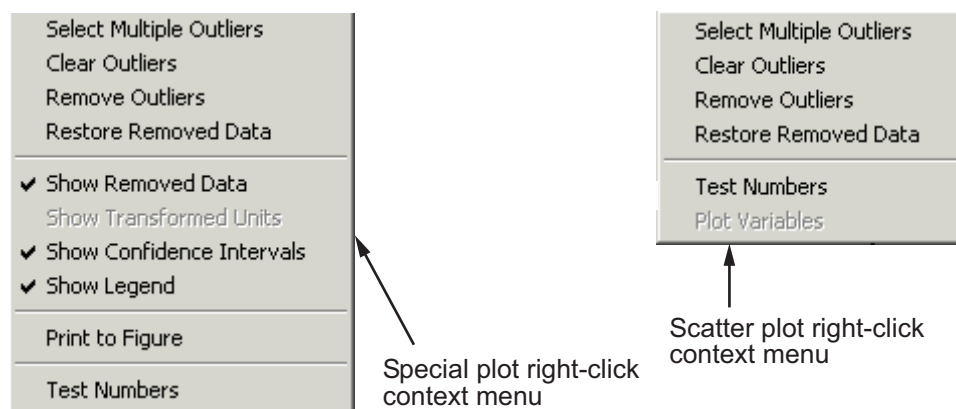 Select Multiple Outliers
Clear Outliers
Remove Outliers
Restore Removed Data
Show Removed Data
Show Transformed Units
Show Confidence Intervals
Show Legend
Print to Figure
Test Numbers
Special plot right-click
context menu
Select Multiple Outliers
Clear Outliers
Remove Outliers
Restore Removed Data
Test Numbers
Plot Variables
Scatter plot right-click
context menu